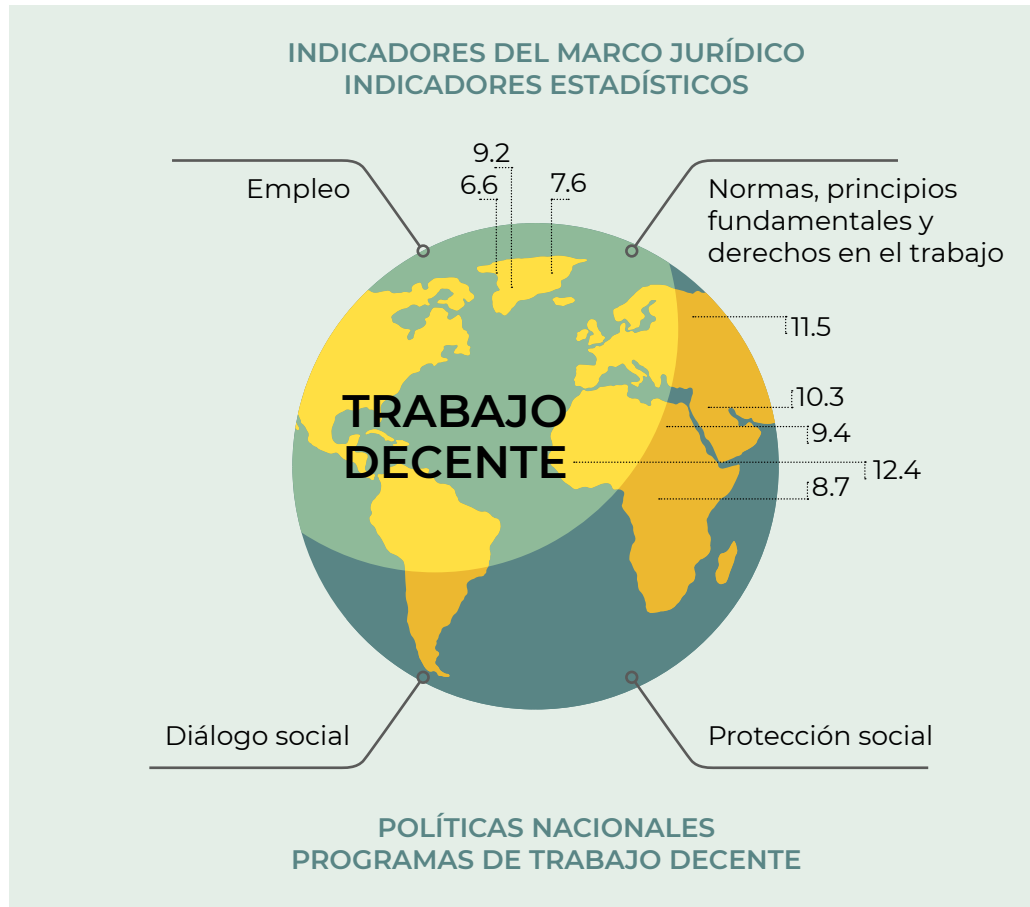 INDICADORES DEL MARCO JURÍDICO
INDICADORES ESTADÍSTICOS
9.2
6.6
7.6
Empleo
Normas, principios
fundamentales y
derechos en el trabajo
11.5
10.3
9.4
12.4
8.7
TRABAJO
DECENTE
Diálogo social
Protección social
POLÍTICAS NACIONALES
PROGRAMAS DE TRABAJO DECENTE